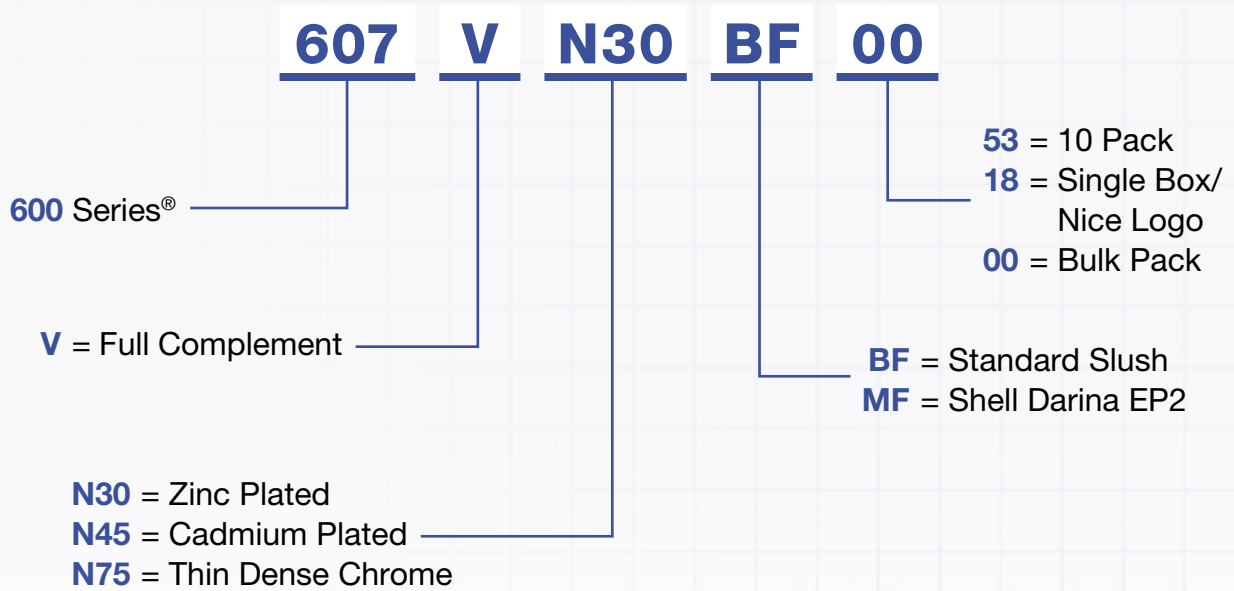 607 V N30 BF 00
53 = 10 Pack
18 = Single Box/
Nice Logo
00 = Bulk Pack
600 Series®
V = Full Complement
BF = Standard Slush
MF = Shell Darina EP2
N30 = Zinc Plated
N45 = Cadmium Plated
N75 = Thin Dense Chrome